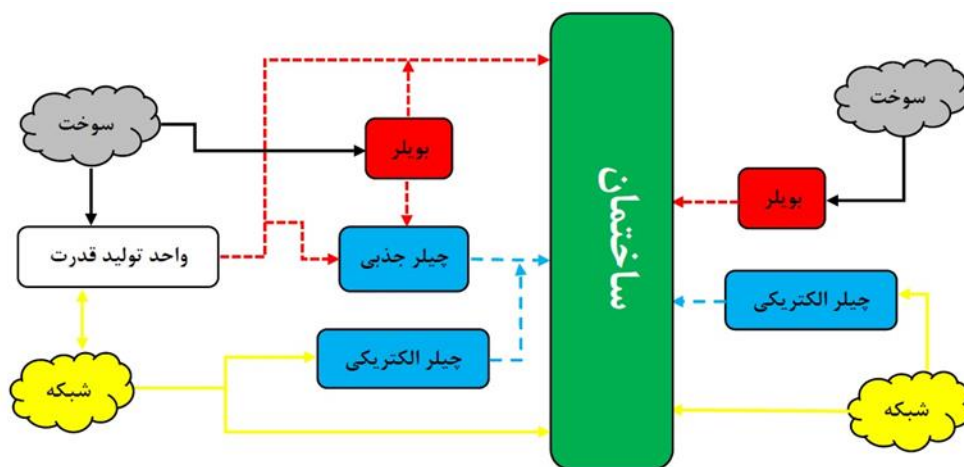 سوخت
سوخت
بویلر
بویلر
ساختمان
واحد تولید قدرت
چیلر جذبی
چیلر الکتریکی
چیلر الکتریکی
شبکه
شبکه